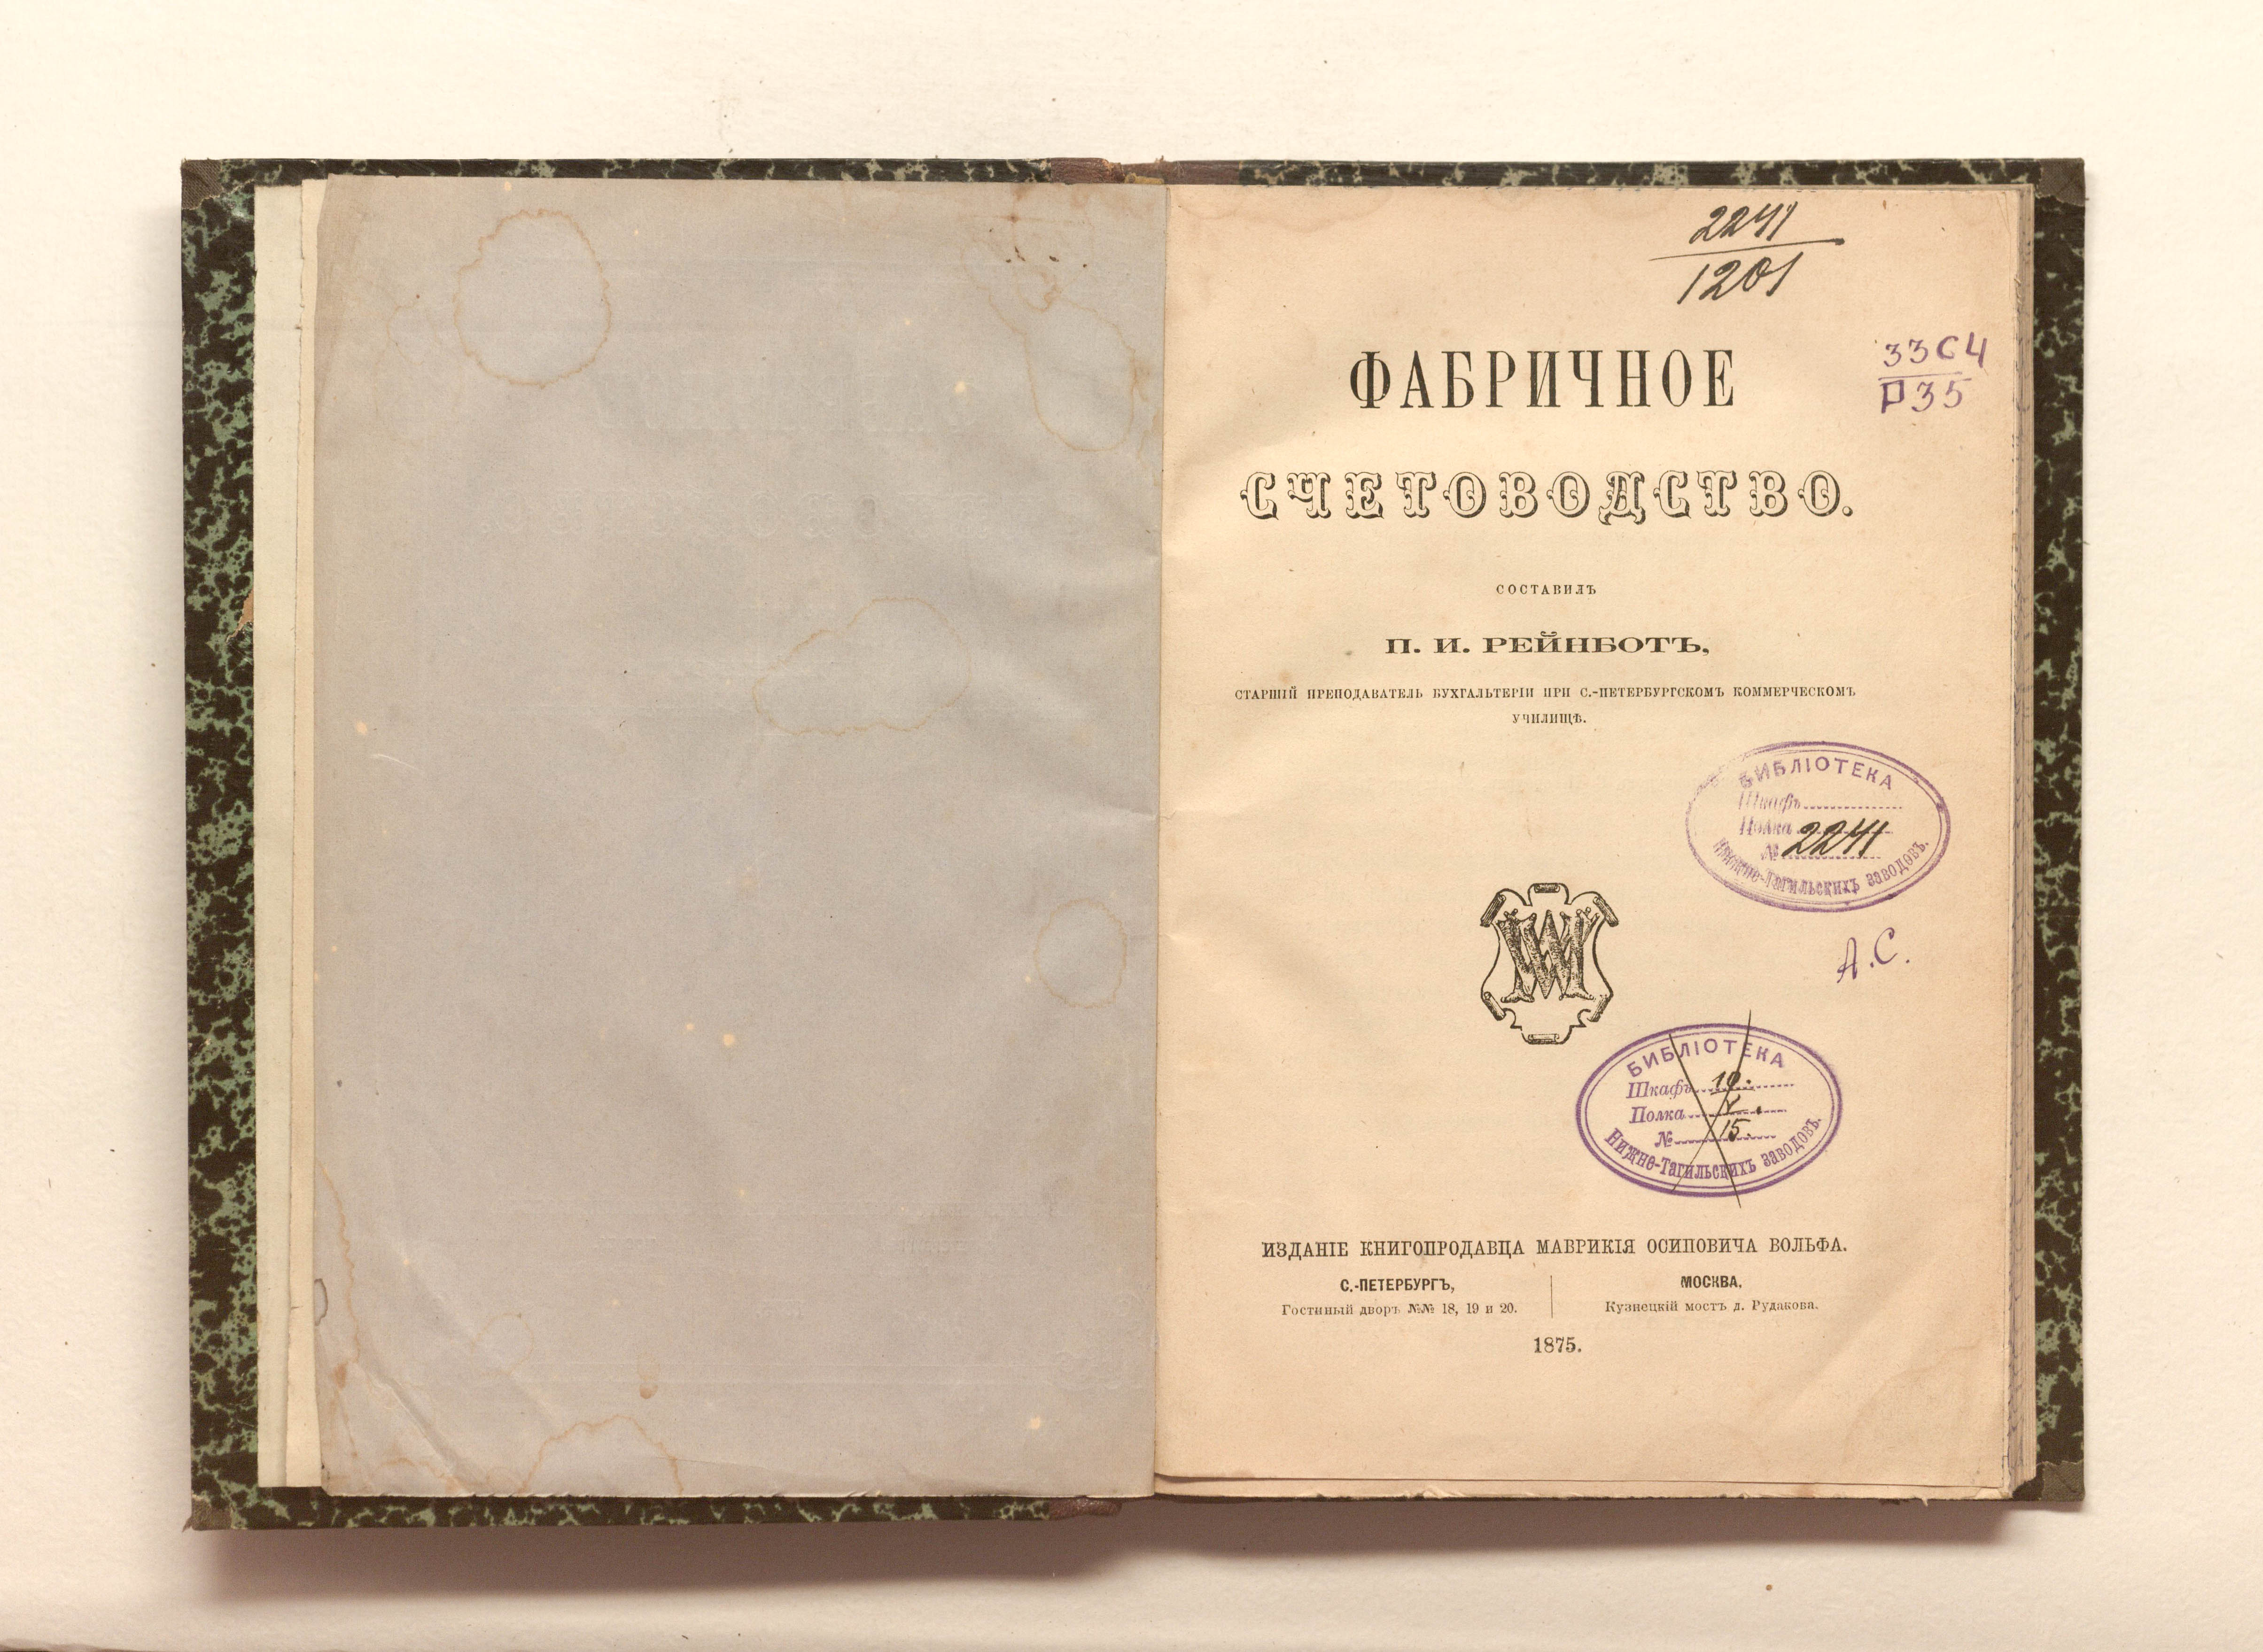 2241
1201
33С4
Р35
ФАБРИЧНОЕ
СЧЕТОВОДСТВО.
СОСТАВИЛЪ
П. И. РЕЙНБОТЪ,
СТАРШІЙ ПРЕПОДАВАТЕЛЬ БУХГАЛЬТЕРІИ ПРИ С.-ПЕТЕРБУРГСКОМЪ КОММЕРЧЕСКОМЪ
УЧИЛИЩѢ.
БИБЛІОТЕКА
Шкафъ
Полка
№ 2241
Нижне-Тагильскихъ заводовъ.
А.С.
БИБЛІОТЕКА
Шкафъ 10.
Полка
№ 15.
Нижне-Тагильскихъ заводовъ.
ИЗДАНІЕ КНИГОПРОДАВЦА МАВРИКІЯ ОСИПОВИЧА ВОЛЬФА.
С.-ПЕТЕРБУРГЪ,
Гостиный дворъ №№ 18, 19 и 20.
МОСКВА,
Кузнецкій мостъ д. Рудакова.
1875.